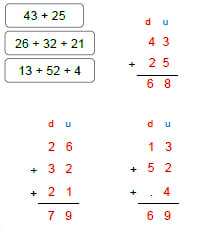 43 + 25
26 + 32 + 21
13 + 52 + 4
d u
4 3
+ 2 5
6 8
d u
2 6
+ 3 2
+ 2 1
7 9
d u
1 3
+ 5 2
+ . 4
6 9